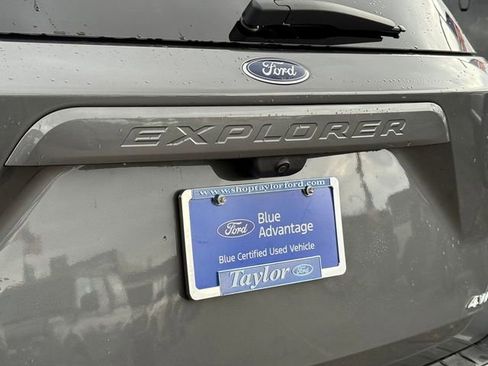 Ford
EXPLORER
www.shoptaylorford.com
Ford
Blue
Advantage
Blue Certified Used Vehicle
Taylor Ford